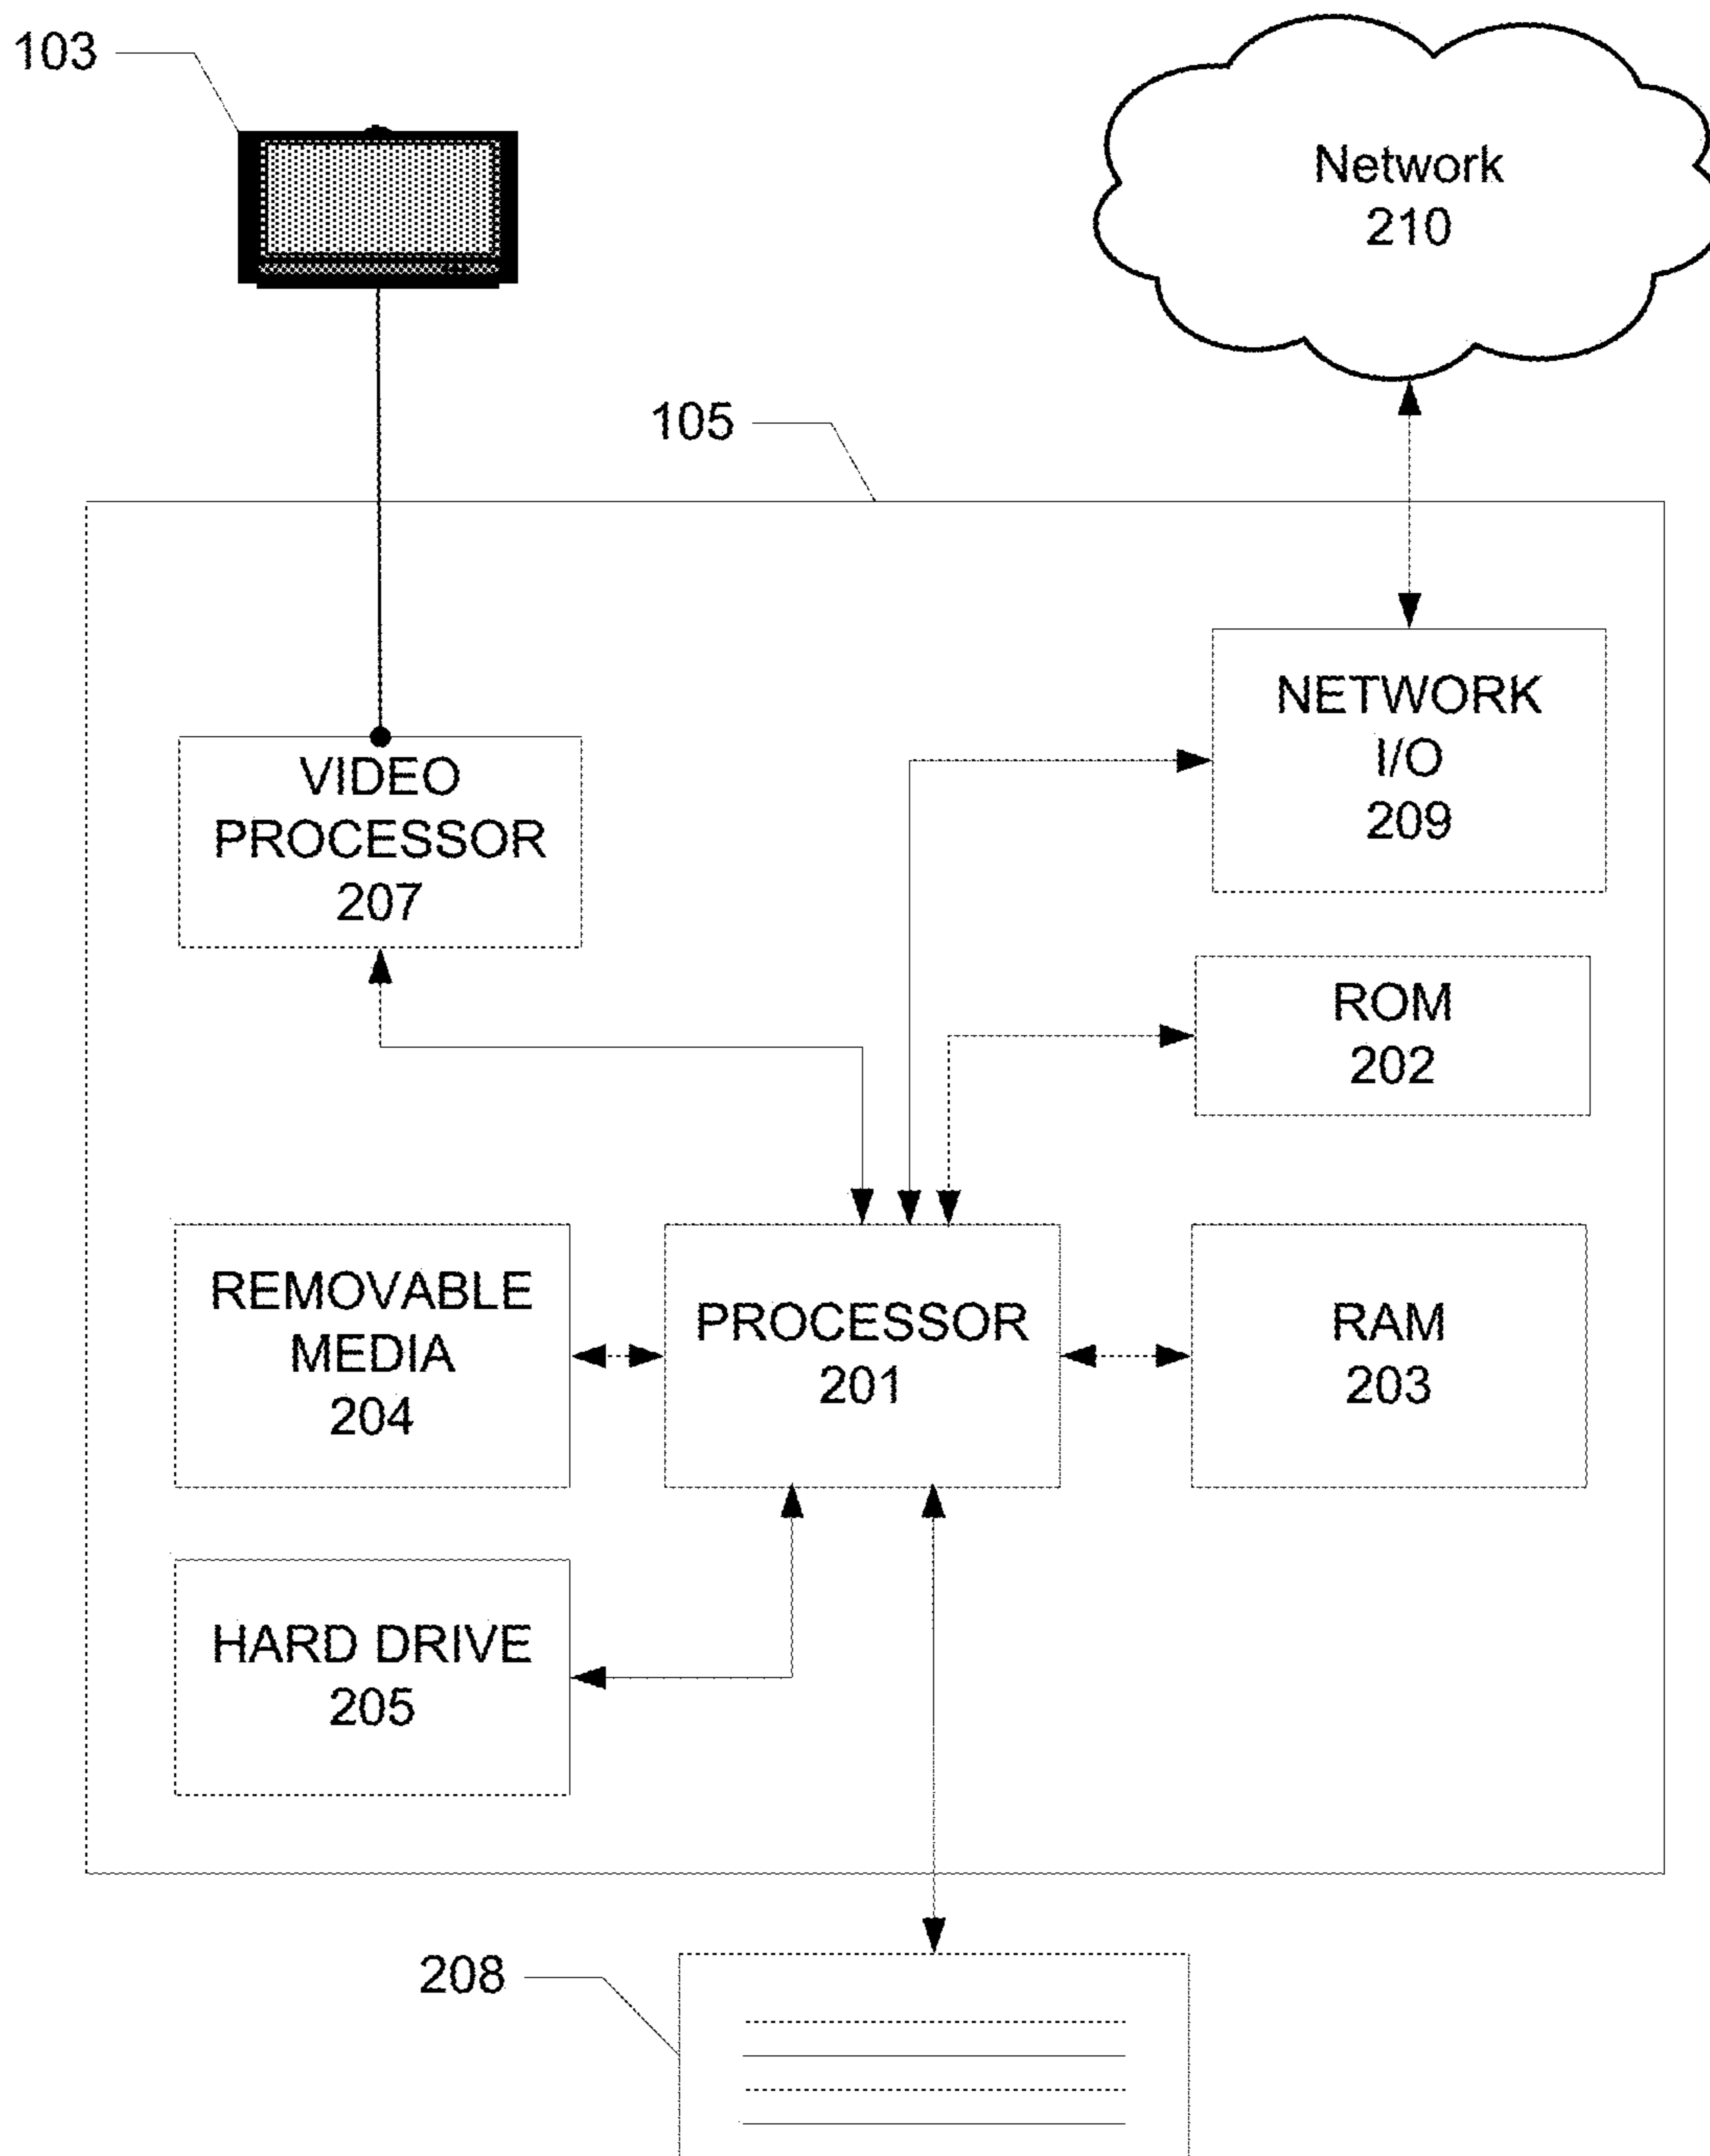 103
Network
210
105
NETWORK
I/O
209
VIDEO
PROCESSOR
207
ROM
202
REMOVABLE
MEDIA
204
PROCESSOR
201
RAM
203
HARD DRIVE
205
208